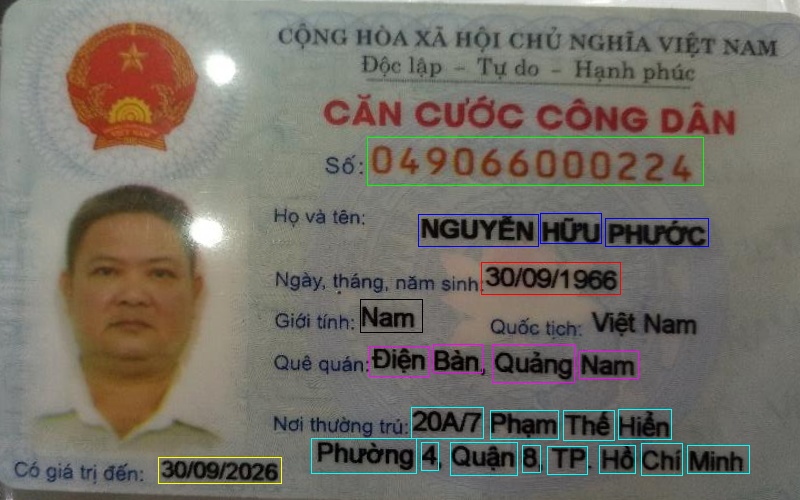 CỘNG HÒA XÃ HỘI CHỦ NGHĨA VIỆT NAM
Độc lập - Tự do - Hạnh phúc
CĂN CƯỚC CÔNG DÂN
Số: 049066000224
Họ và tên: NGUYỄN HỮU PHƯỚC
Ngày, tháng, năm sinh: 30/09/1966
Giới tính: Nam Quốc tịch: Việt Nam
Quê quán: Điện Bàn, Quảng Nam
Nơi thường trú: 20A/7 Phạm Thế Hiển
Phường 4, Quận 8, TP. Hồ Chí Minh
Có giá trị đến: 30/09/2026